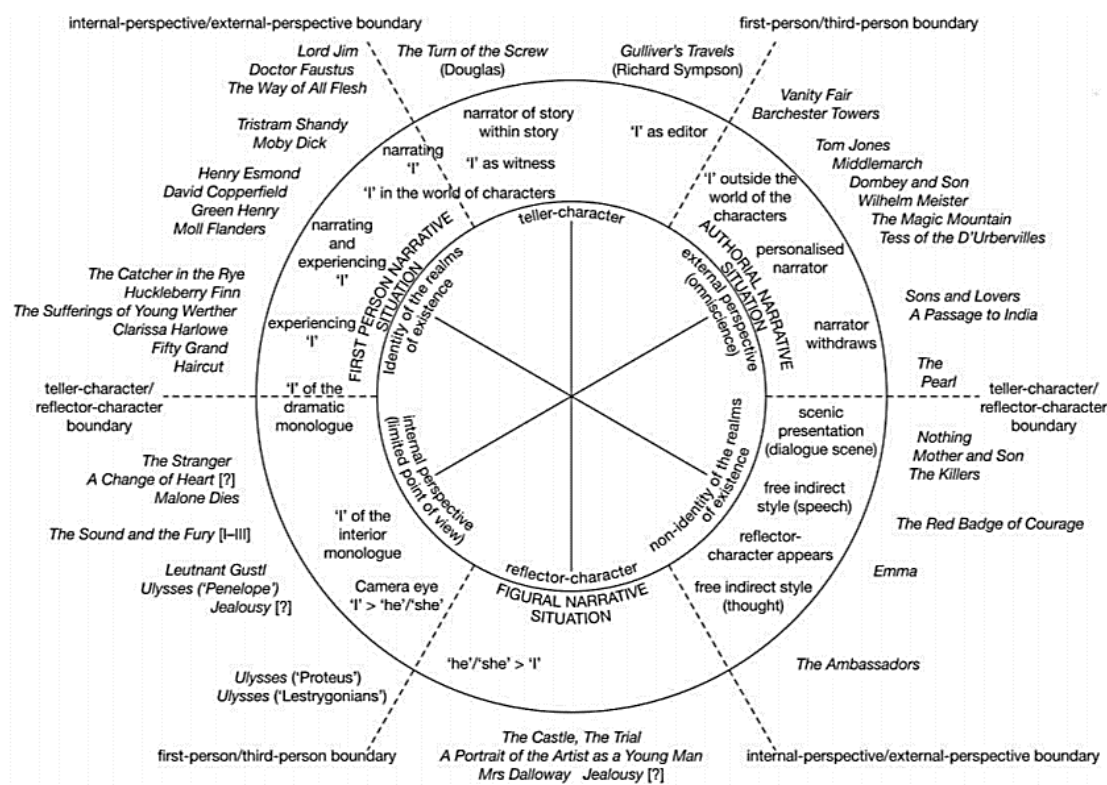 internal-perspective/external-perspective boundary
first-person/third-person boundary
Lord Jim
Doctor Faustus
The Way of All Flesh
The Turn of the Screw
(Douglas)
Gulliver's Travels
(Richard Sympson)
Vanity Fair
Barchester Towers
Tristram Shandy
Moby Dick
Henry Esmond
David Copperfield
Green Henry
Moll Flanders
Tom Jones
Middlemarch
Dombey and Son
Wilhelm Meister
The Magic Mountain
Tess of the D'Urbervilles
The Catcher in the Rye
Huckleberry Finn
The Sufferings of Young Werther
Clarissa Harlowe
Fifty Grand
Haircut
Sons and Lovers
A Passage to India
The
Pearl
teller-character/
reflector-character
boundary
teller-character/
reflector-character
boundary
narrator of story
within story
'I' as editor
narrating
'I'
'I' as witness
'I' in the world of characters
'I' outside the
world of the
characters
narrating
and
experiencing
'I'
personalised
narrator
experiencing
'I'
narrator
withdraws
'I' of the
dramatic
monologue
scenic
presentation
(dialogue scene)
free indirect
style (speech)
reflector-
character appears
free indirect style
(thought)
'I' of the
interior
monologue
Camera eye
'I' > 'he'/'she'
'he'/'she' > 'I'
FIRST PERSON NARRATIVE
SITUATION
AUTHORIAL NARRATIVE
SITUATION
FIGURAL NARRATIVE
SITUATION
teller-character
Identity of the realms
of existence
external perspective
(omniscience)
internal perspective
(limited point of view)
non-identity of the realms
of existence
reflector-character
The Stranger
A Change of Heart [?]
Malone Dies
Nothing
Mother and Son
The Killers
The Sound and the Fury [I–III]
The Red Badge of Courage
Leutnant Gustl
Ulysses ('Penelope')
Jealousy [?]
Emma
Ulysses ('Proteus')
Ulysses ('Lestrygonians')
The Ambassadors
The Castle, The Trial
A Portrait of the Artist as a Young Man
Mrs Dalloway Jealousy [?]
first-person/third-person boundary
internal-perspective/external-perspective boundary